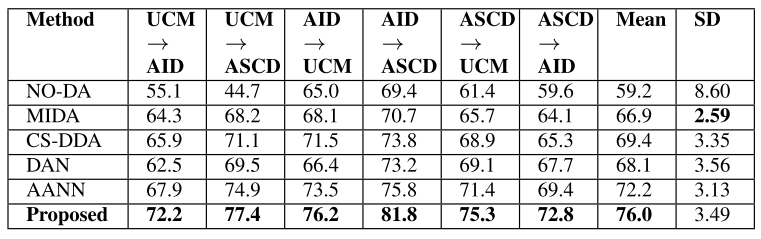 Method UCM → AID UCM → ASCD AID → UCM AID → ASCD ASCD → UCM ASCD → AID Mean SD
NO-DA 55.1 44.7 65.0 69.4 61.4 59.6 59.2 8.60
MIDA 64.3 68.2 68.1 70.7 65.7 64.1 66.9 2.59
CS-DDA 65.9 71.1 71.5 73.8 68.9 65.3 69.4 3.35
DAN 62.5 69.5 66.4 73.2 69.1 67.7 68.1 3.56
AANN 67.9 74.9 73.5 75.8 71.4 69.4 72.2 3.13
Proposed 72.2 77.4 76.2 81.8 75.3 72.8 76.0 3.49